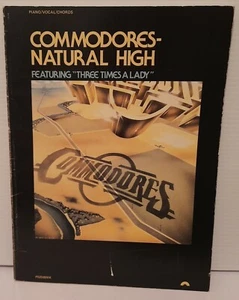 PIANO/VOCAL/CHORDS
COMMODORES-
NATURAL HIGH
FEATURING "THREE TIMES A LADY"
COMMODORES